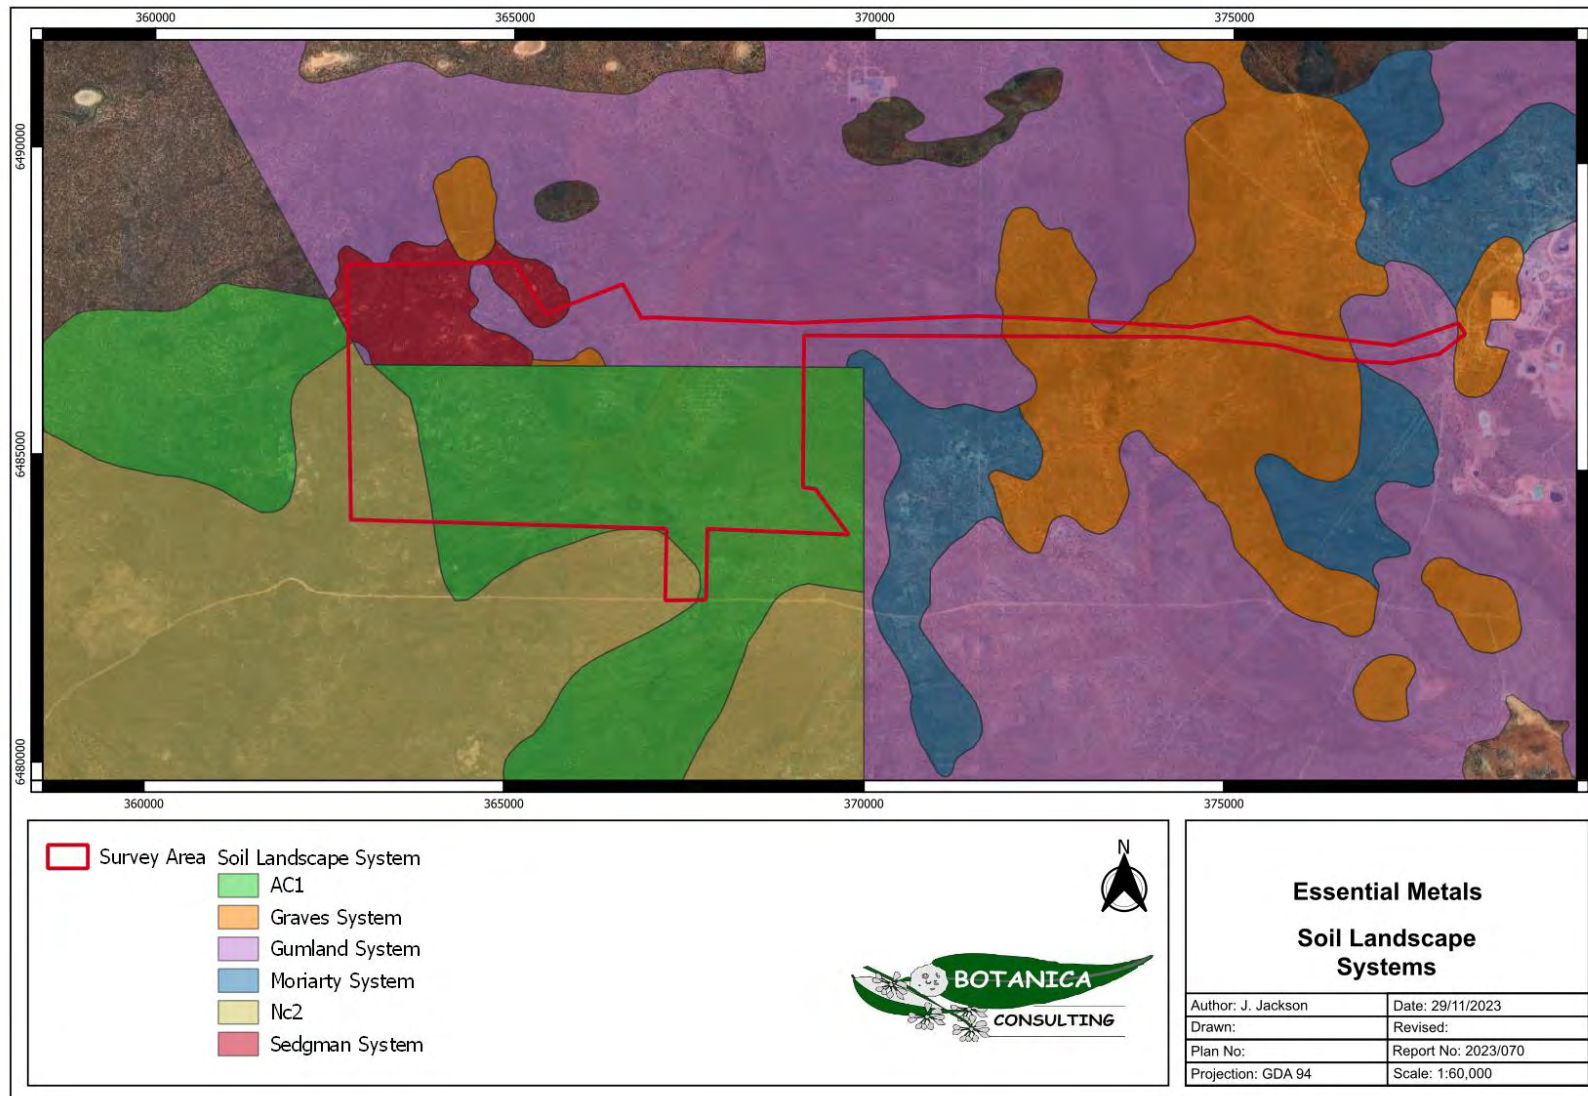 360000
365000
370000
375000
6490000
6485000
6480000
360000
365000
370000
375000
Survey Area
Soil Landscape System
AC1
Graves System
Gumland System
Moriarty System
Nc2
Sedgman System
N
BOTANICA
CONSULTING
Essential Metals
Soil Landscape
Systems
Author: J. Jackson
Date: 29/11/2023
Drawn:
Revised:
Plan No:
Report No: 2023/070
Projection: GDA 94
Scale: 1:60,000